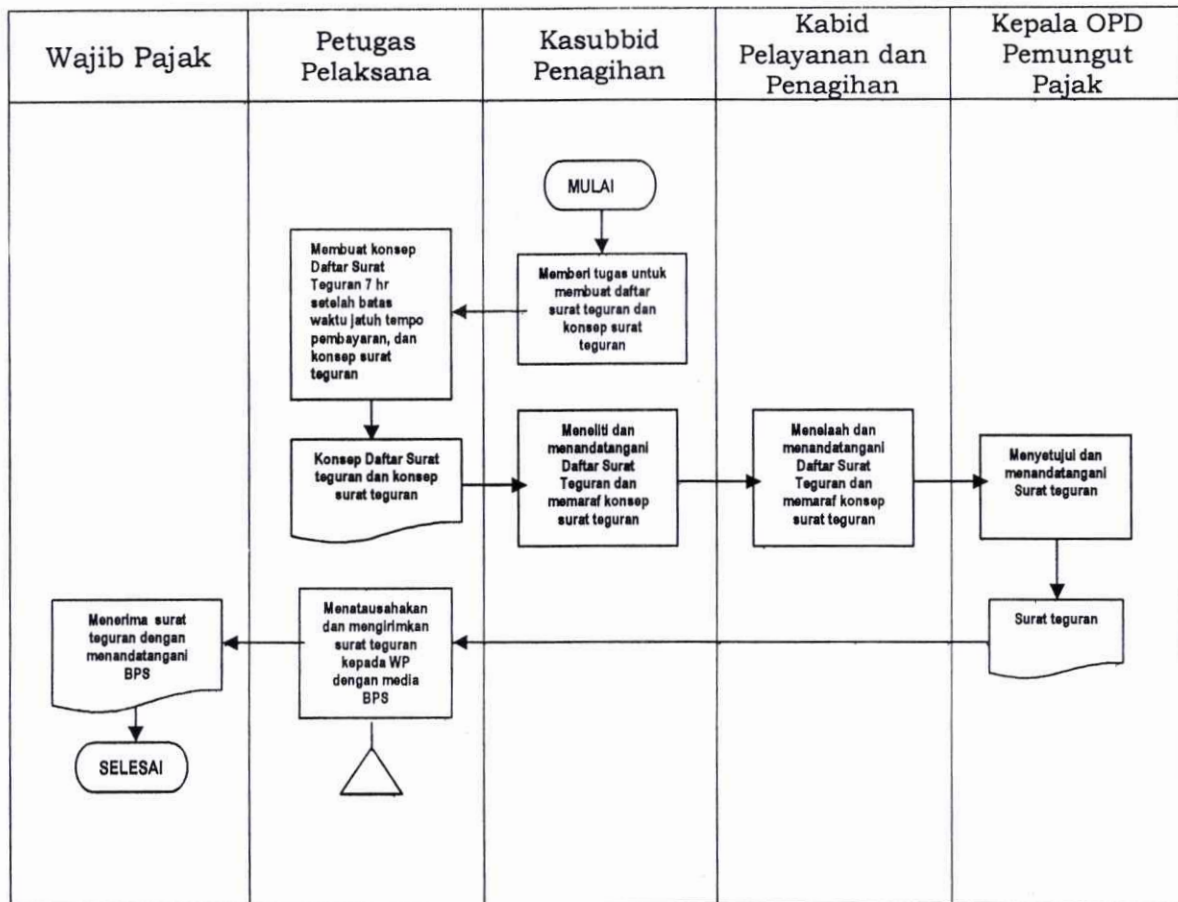 Wajib Pajak
Petugas
Pelaksana
Kasubbid
Penagihan
Kabid
Pelayanan dan
Penagihan
Kepala OPD
Pemungut
Pajak
MULAI
Memberi tugas untuk
membuat daftar
surat teguran dan
konsep surat
teguran
Membuat konsep
Daftar Surat
Teguran 7 hr
setelah batas
waktu jatuh tempo
pembayaran, dan
konsep surat
teguran
Konsep Daftar Surat
teguran dan konsep
surat teguran
Meneliti dan
menandatangani
Daftar Surat
Teguran dan
memaraf konsep
surat teguran
Menelaah dan
menandatangani
Daftar Surat
Teguran dan
memaraf konsep
surat teguran
Menyetujui dan
menandatangani
Surat teguran
Surat teguran
Menatausahakan
dan mengirimkan
surat teguran
kepada WP
dengan media
BPS
Menerima surat
teguran dengan
menandatangani
BPS
SELESAI